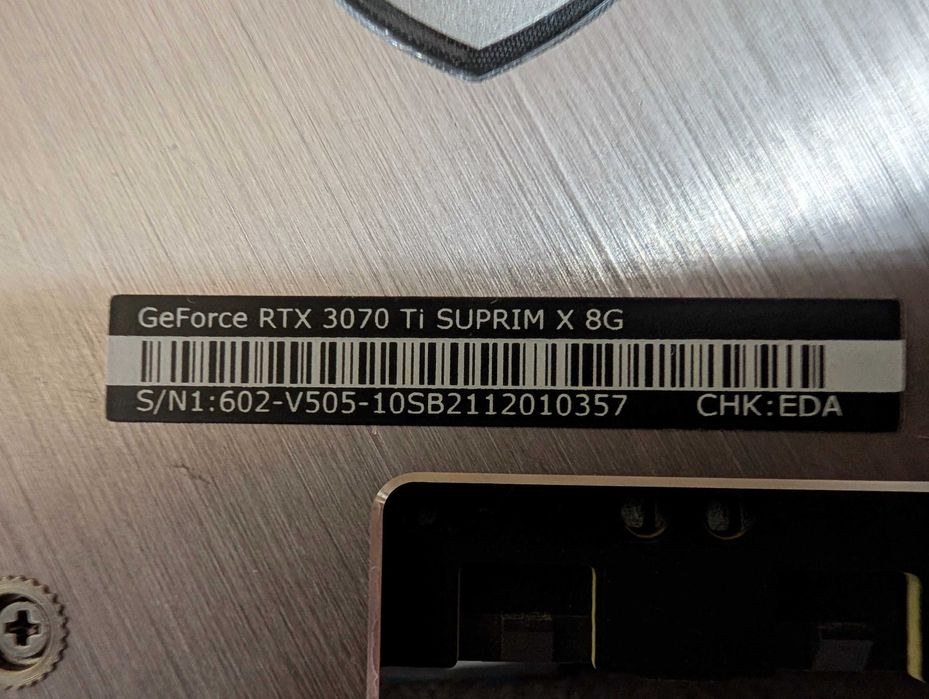 GeForce RTX 3070 Ti SUPRIM X 8G
S/N1:602-V505-10SB2112010357 CHK:EDA